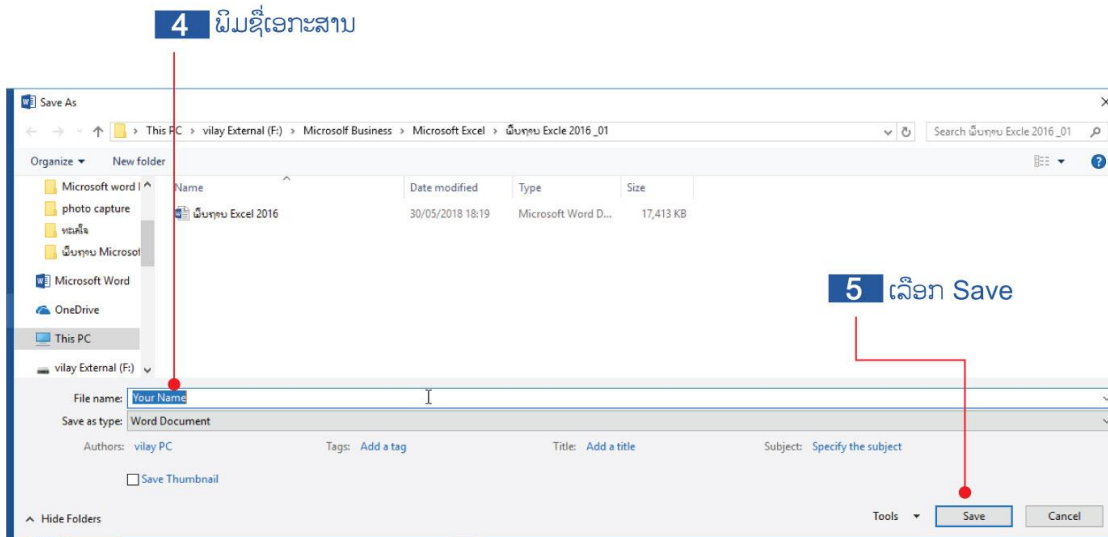 4 ພິມຊື່ເອກະສານ
Save As
This PC > vilay External (F:) > Microsolf Business > Microsoft Excel > ພື້ນຖານ Excle 2016 _01
Search ພື້ນຖານ Excle 2016 _01
Organize New folder
Microsoft word
Name Date modified Type Size
photo capture
ພື້ນຖານ Excel 2016 30/05/2018 18:19 Microsoft Word D... 17,413 KB
ພື້ນຖານ Microsof
Microsoft Word
5 ເລືອກ Save
OneDrive
This PC
vilay External (F:)
File name: Your Name
Save as type: Word Document
Authors: vilay PC Tags: Add a tag Title: Add a title Subject: Specify the subject
Save Thumbnail
Hide Folders Tools Save Cancel